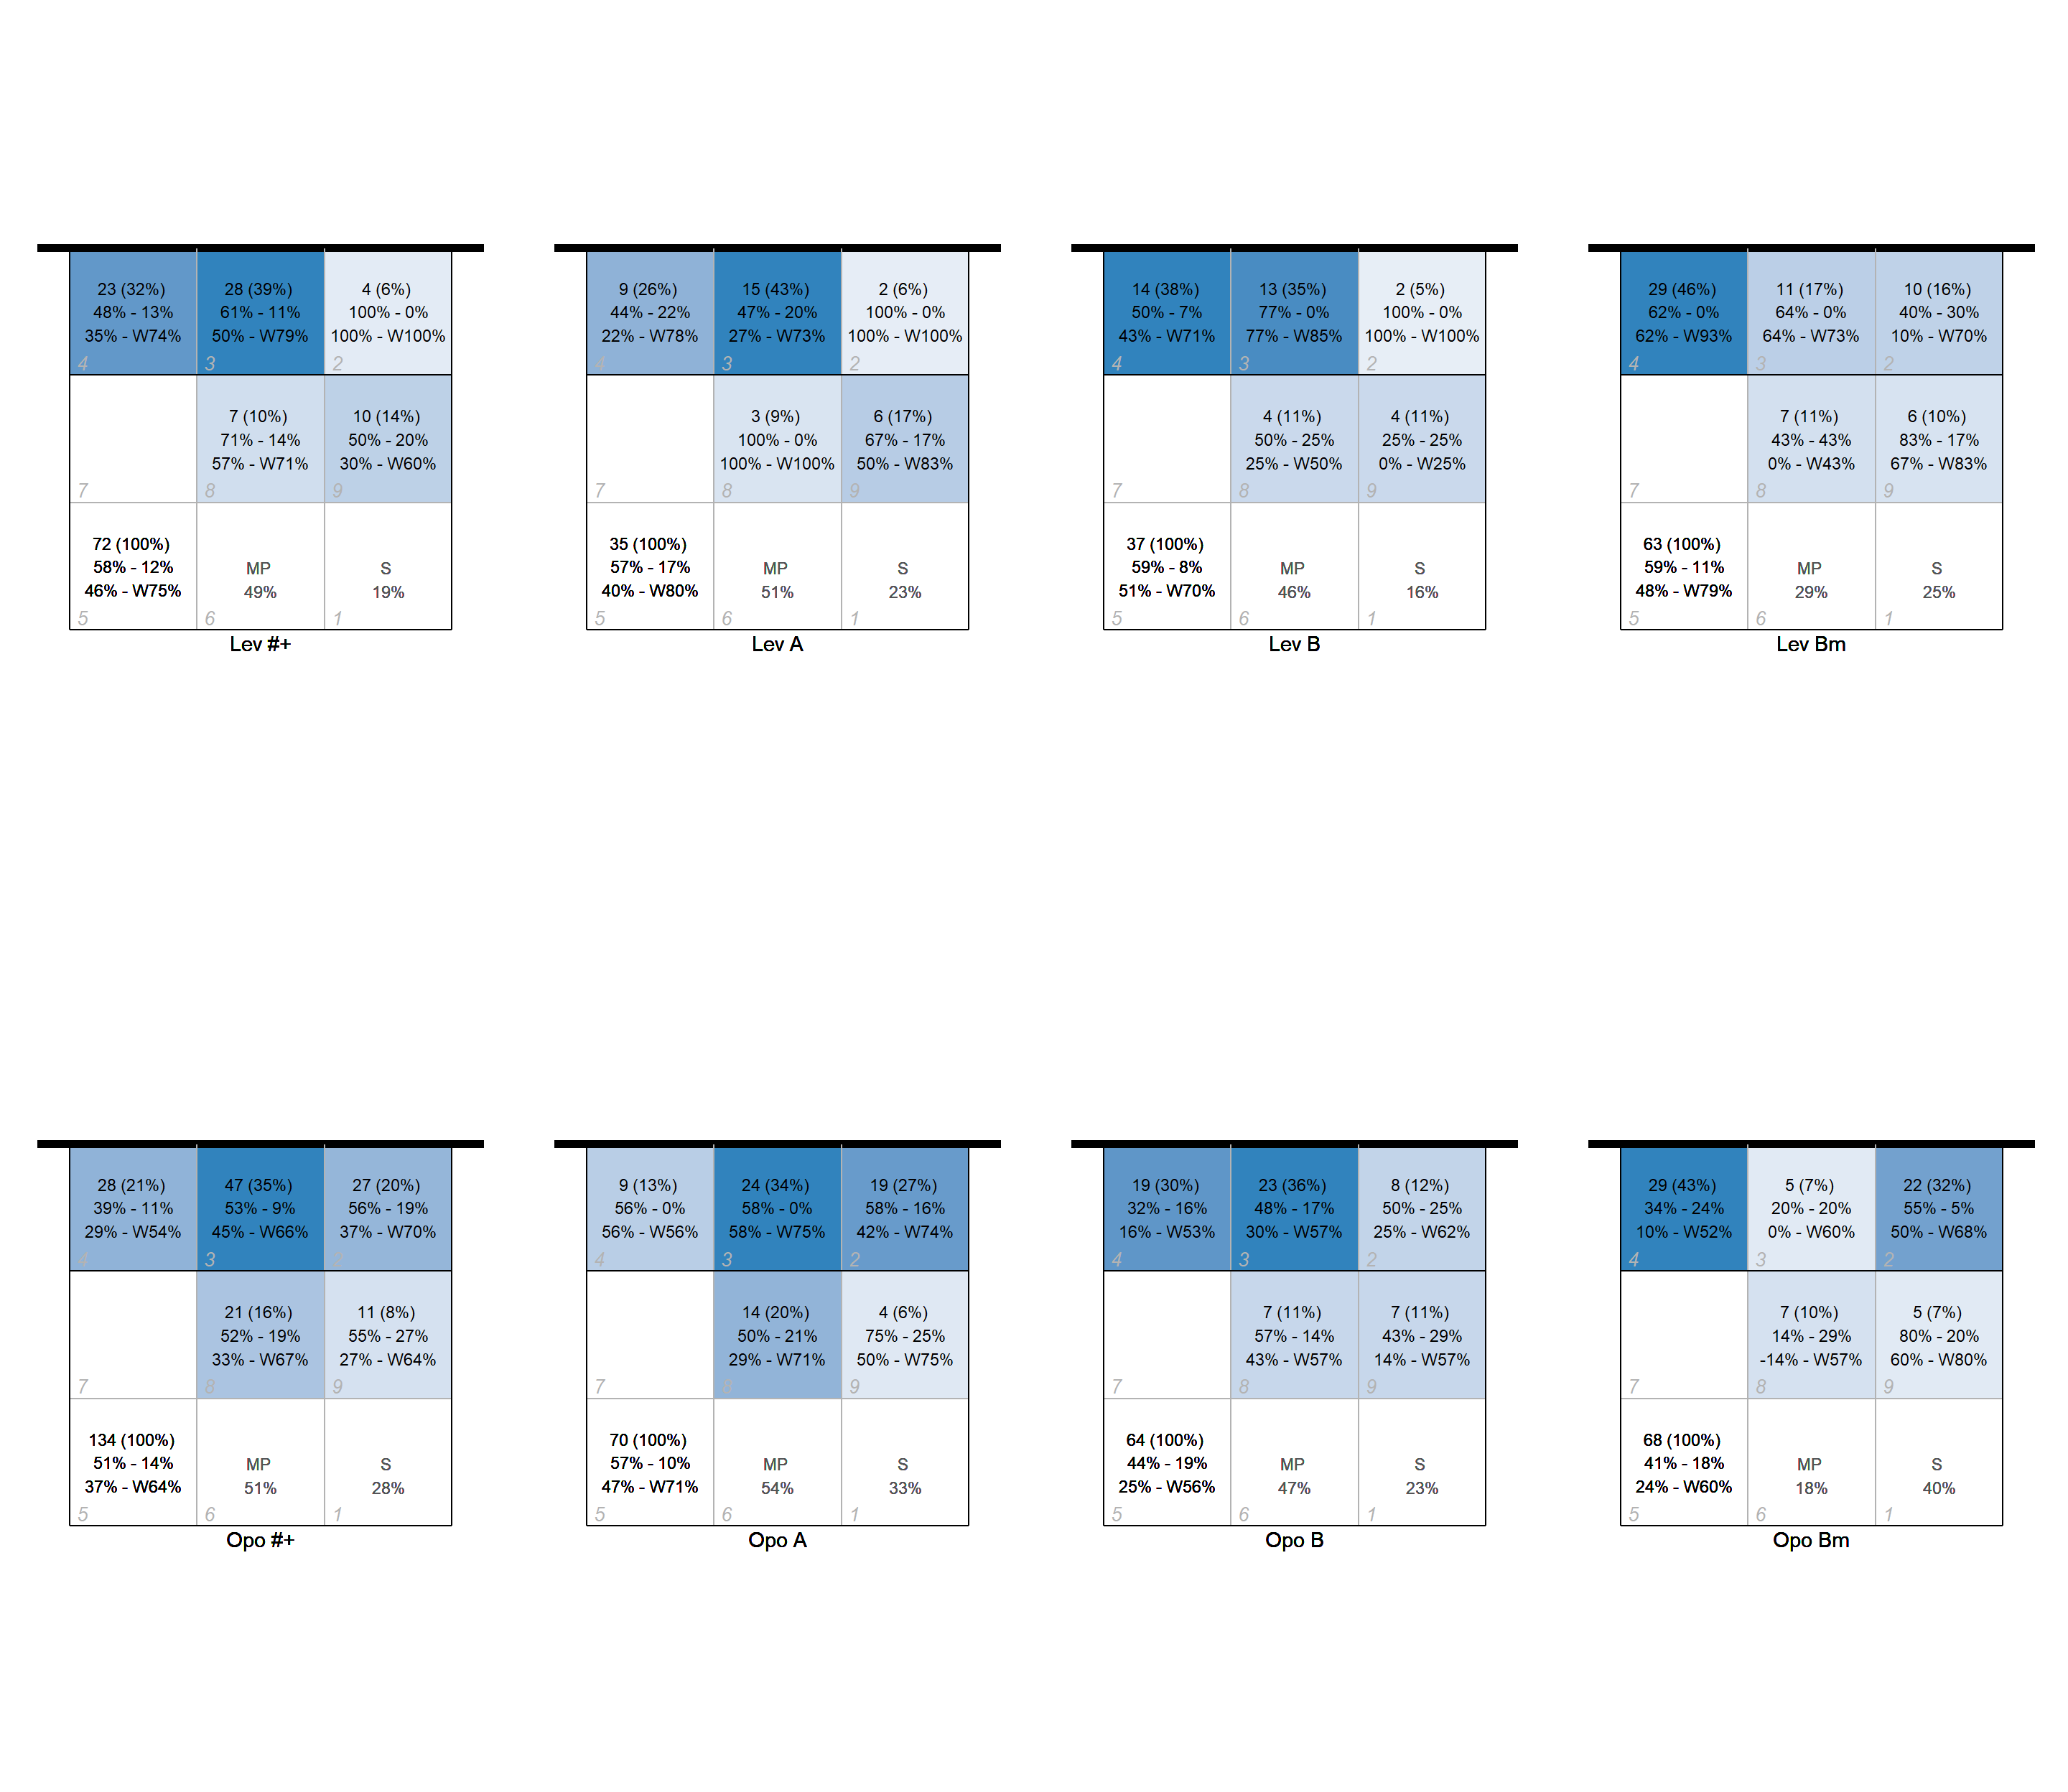 23 (32%)
48% - 13%
35% - W74%
4
28 (39%)
61% - 11%
50% - W79%
3
4 (6%)
100% - 0%
100% - W100%
2
7
7 (10%)
71% - 14%
57% - W71%
8
10 (14%)
50% - 20%
30% - W60%
9
72 (100%)
58% - 12%
46% - W75%
5
MP
49%
6
S
19%
1
Lev #+
9 (26%)
44% - 22%
22% - W78%
4
15 (43%)
47% - 20%
27% - W73%
3
2 (6%)
100% - 0%
100% - W100%
2
7
3 (9%)
100% - 0%
100% - W100%
8
6 (17%)
67% - 17%
50% - W83%
9
35 (100%)
57% - 17%
40% - W80%
5
MP
51%
6
S
23%
1
Lev A
14 (38%)
50% - 7%
43% - W71%
4
13 (35%)
77% - 0%
77% - W85%
3
2 (5%)
100% - 0%
100% - W100%
2
7
4 (11%)
50% - 25%
25% - W50%
8
4 (11%)
25% - 25%
0% - W25%
9
37 (100%)
59% - 8%
51% - W70%
5
MP
46%
6
S
16%
1
Lev B
29 (46%)
62% - 0%
62% - W93%
4
11 (17%)
64% - 0%
64% - W73%
3
10 (16%)
40% - 30%
10% - W70%
2
7
7 (11%)
43% - 43%
0% - W43%
8
6 (10%)
83% - 17%
67% - W83%
9
63 (100%)
59% - 11%
48% - W79%
5
MP
29%
6
S
25%
1
Lev Bm
28 (21%)
39% - 11%
29% - W54%
4
47 (35%)
53% - 9%
45% - W66%
3
27 (20%)
56% - 19%
37% - W70%
2
7
21 (16%)
52% - 19%
33% - W67%
8
11 (8%)
55% - 27%
27% - W64%
9
134 (100%)
51% - 14%
37% - W64%
5
MP
51%
6
S
28%
1
Opo #+
9 (13%)
56% - 0%
56% - W56%
4
24 (34%)
58% - 0%
58% - W75%
3
19 (27%)
58% - 16%
42% - W74%
2
7
14 (20%)
50% - 21%
29% - W71%
8
4 (6%)
75% - 25%
50% - W75%
9
70 (100%)
57% - 10%
47% - W71%
5
MP
54%
6
S
33%
1
Opo A
19 (30%)
32% - 16%
16% - W53%
4
23 (36%)
48% - 17%
30% - W57%
3
8 (12%)
50% - 25%
25% - W62%
2
7
7 (11%)
57% - 14%
43% - W57%
8
7 (11%)
43% - 29%
14% - W57%
9
64 (100%)
44% - 19%
25% - W56%
5
MP
47%
6
S
23%
1
Opo B
29 (43%)
34% - 24%
10% - W52%
4
5 (7%)
20% - 20%
0% - W60%
3
22 (32%)
55% - 5%
50% - W68%
2
7
7 (10%)
14% - 29%
-14% - W57%
8
5 (7%)
80% - 20%
60% - W80%
9
68 (100%)
41% - 18%
24% - W60%
5
MP
18%
6
S
40%
1
Opo Bm